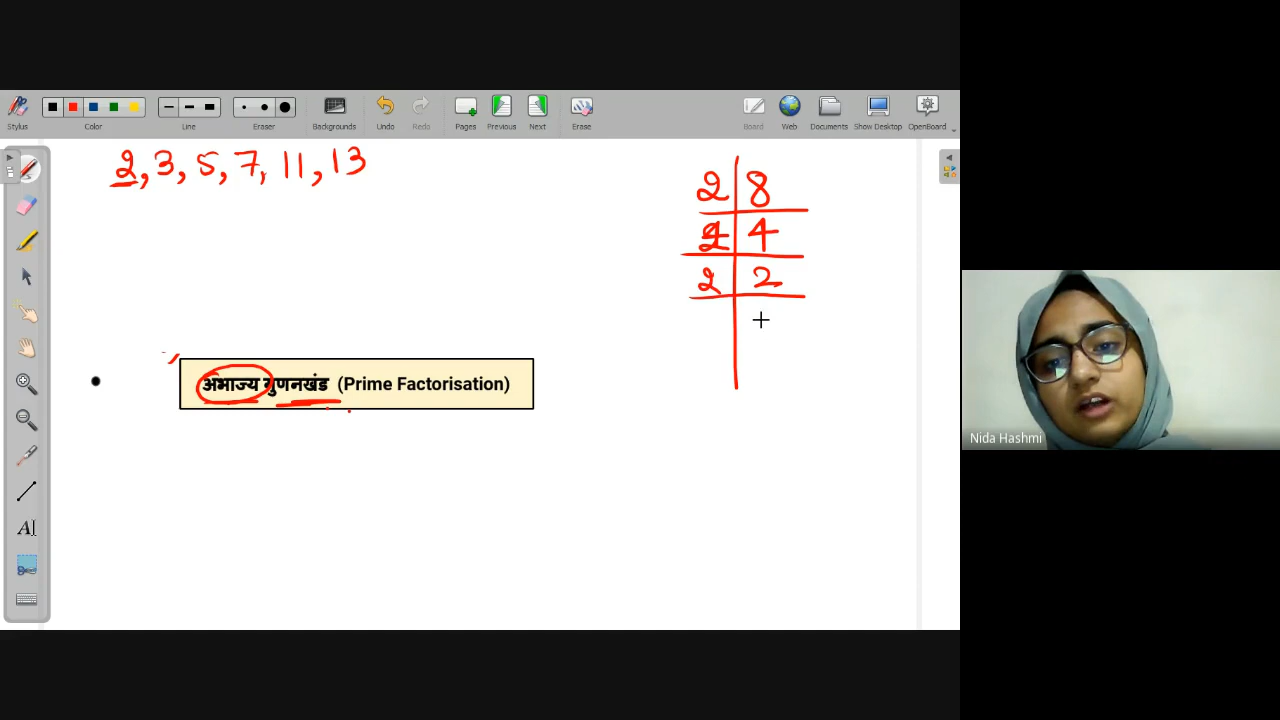 Stylus Color Line Eraser Backgrounds Undo Redo Pages Previous Next Erase Board Web Documents Show Desktop OpenBoard
2, 3, 5, 7, 11, 13
2 8
4
2 2
अभाज्य गुणनखंड (Prime Factorisation)
Nida Hashmi